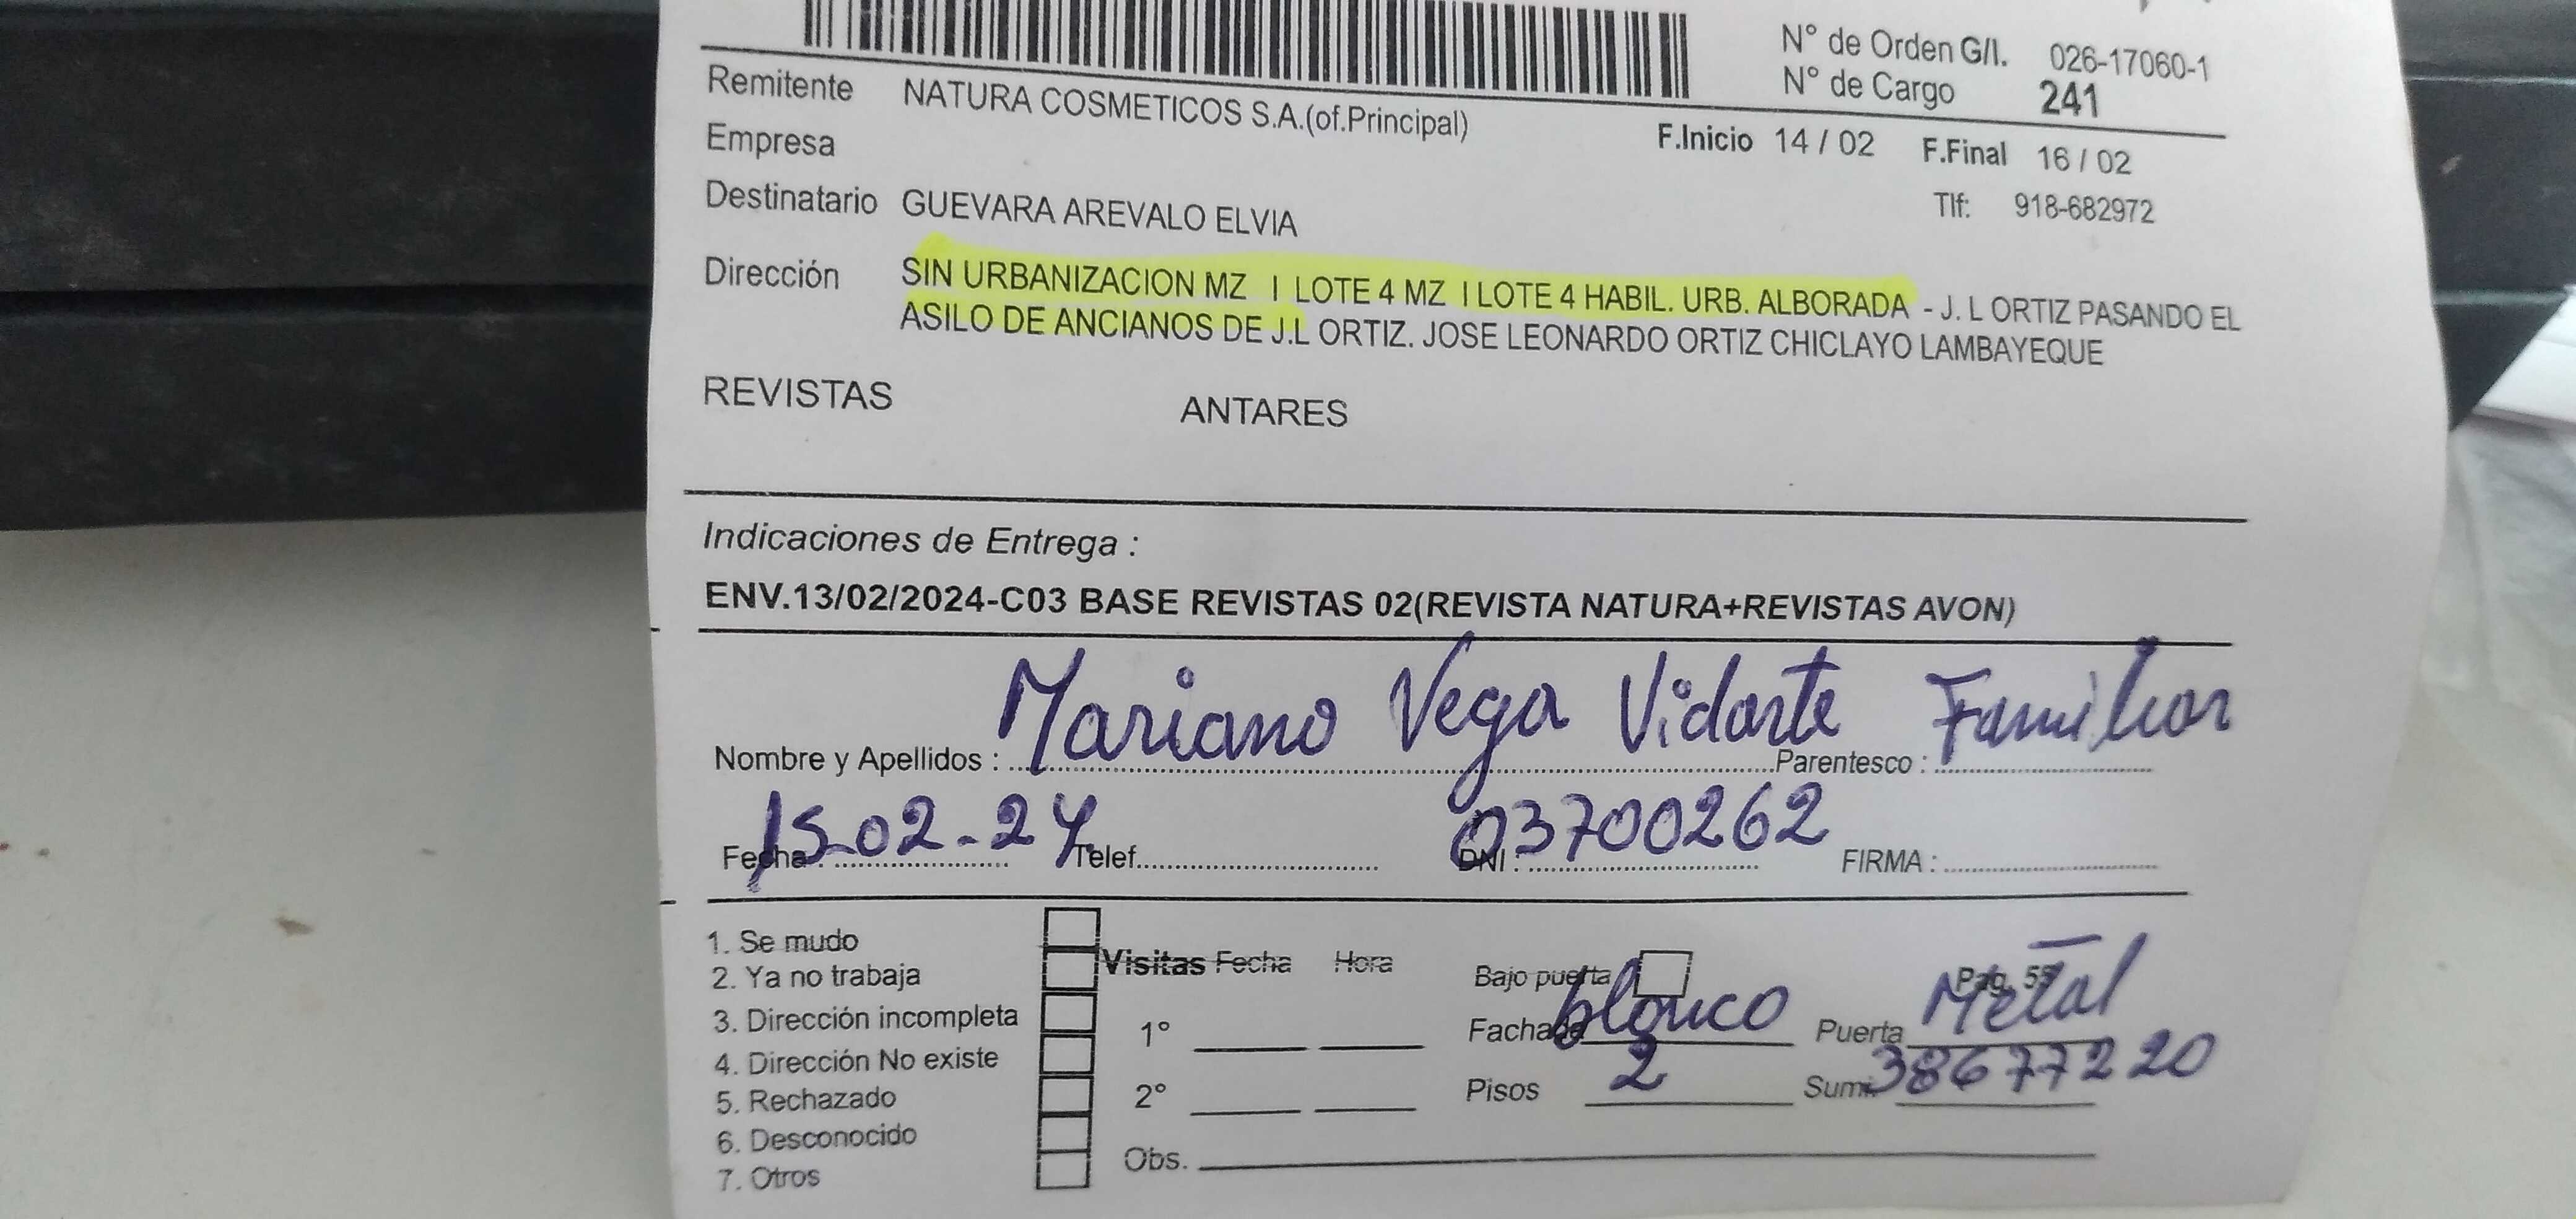 N° de Orden G/I. 026-17060-1
N° de Cargo 241
Remitente NATURA COSMETICOS S.A.(of.Principal)
Empresa F.Inicio 14 / 02 F.Final 16 / 02
Destinatario GUEVARA AREVALO ELVIA Tlf: 918-682972
Dirección SIN URBANIZACION MZ I LOTE 4 MZ I LOTE 4 HABIL. URB. ALBORADA - J. L ORTIZ PASANDO EL
ASILO DE ANCIANOS DE J.L ORTIZ. JOSE LEONARDO ORTIZ CHICLAYO LAMBAYEQUE
REVISTAS ANTARES
Indicaciones de Entrega :
ENV.13/02/2024-C03 BASE REVISTAS 02(REVISTA NATURA+REVISTAS AVON)
Nombre y Apellidos : Mariano Vega Vidarte Parentesco : Familiar
Fecha : 15-02-24 Telef. DNI : 03700262 FIRMA :
1. Se mudo
2. Ya no trabaja Visitas Fecha Hora Bajo puerta Pag. 55
3. Dirección incompleta 1° Fachada blanco Puerta Metal
4. Dirección No existe
5. Rechazado 2° Pisos 2 Sumi. 38677220
6. Desconocido
7. Otros Obs.